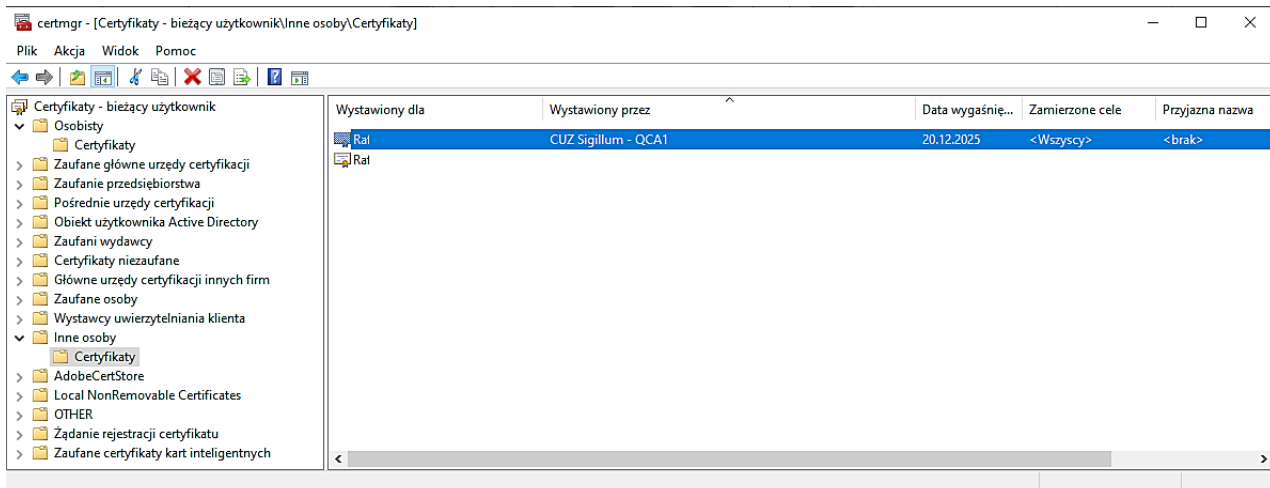 certmgr - [Certyfikaty - bieżący użytkownik\Inne osoby\Certyfikaty]
Plik Akcja Widok Pomoc
Certyfikaty - bieżący użytkownik
Osobisty
Certyfikaty
Zaufane główne urzędy certyfikacji
Zaufanie przedsiębiorstwa
Pośrednie urzędy certyfikacji
Obiekt użytkownika Active Directory
Zaufani wydawcy
Certyfikaty niezaufane
Główne urzędy certyfikacji innych firm
Zaufane osoby
Wystawcy uwierzytelniania klienta
Inne osoby
Certyfikaty
AdobeCertStore
Local NonRemovable Certificates
OTHER
Żądanie rejestracji certyfikatu
Zaufane certyfikaty kart inteligentnych
Wystawiony dla Wystawiony przez Data wygaśnię... Zamierzone cele Przyjazna nazwa
CUZ Sigillum - QCA1 20.12.2025 <Wszyscy> <brak>